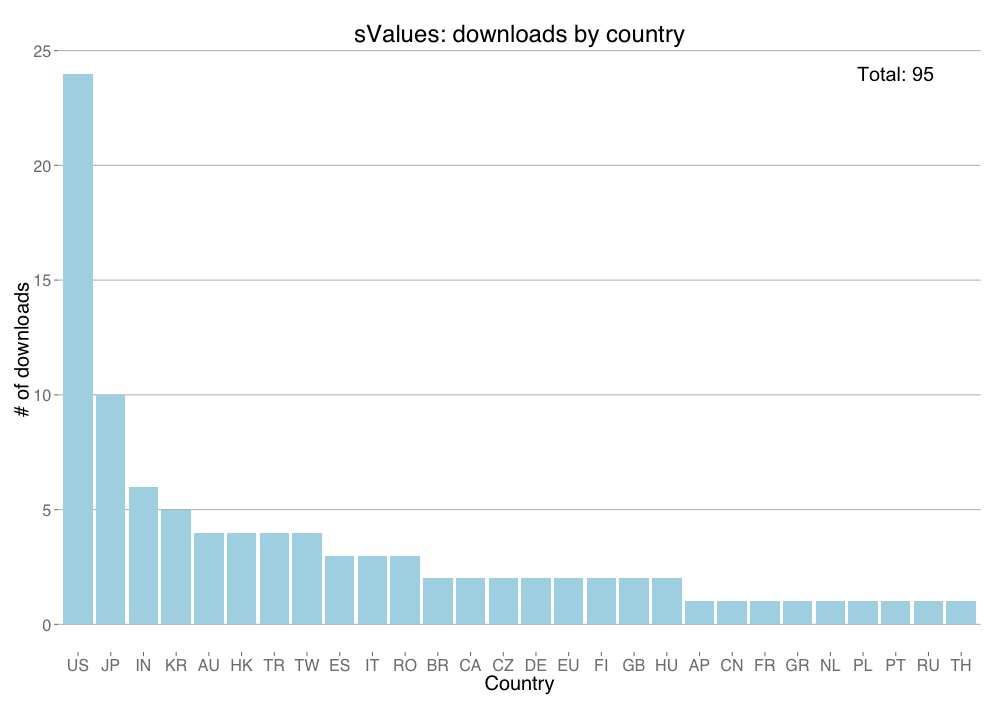 sValues: downloads by country
Total: 95
# of downloads
25
20
15
10
5
0
US JP IN KR AU HK TR TW ES IT RO BR CA CZ DE EU FI GB HU AP CN FR GR NL PL PT RU TH
Country